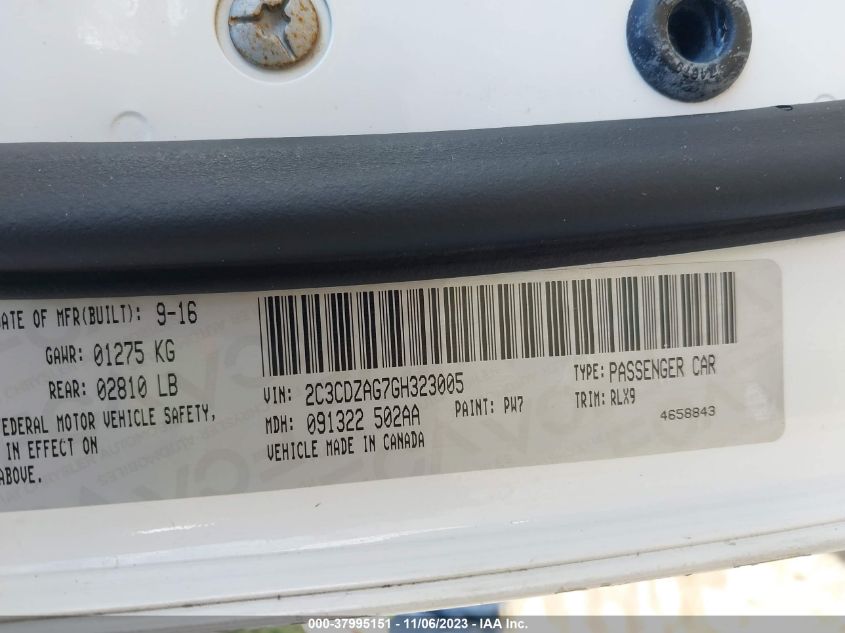 DATE OF MFR(BUILT): 9-16
GAWR: 01275 KG
REAR: 02810 LB
FEDERAL MOTOR VEHICLE SAFETY,
IN EFFECT ON
ABOVE.
VIN: 2C3CDZAG7GH323005
TYPE: PASSENGER CAR
MDH: 091322 502AA
PAINT: PW7
TRIM: RLX9
VEHICLE MADE IN CANADA
4658843
000-37995151 - 11/06/2023 - IAA Inc.